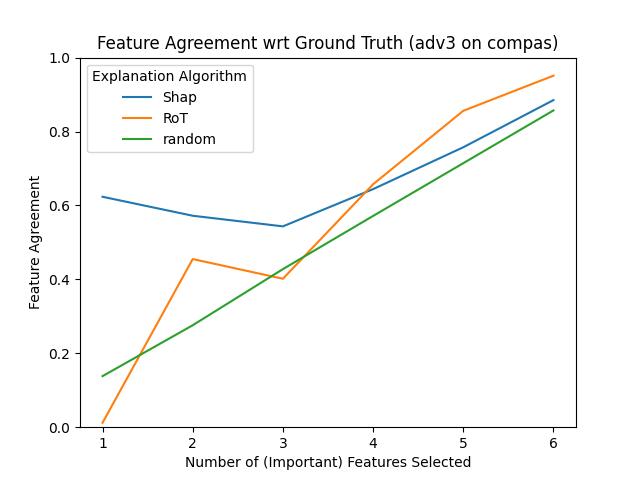 Feature Agreement wrt Ground Truth (adv3 on compas)
Explanation Algorithm
Shap
RoT
random
Feature Agreement
1.0
0.8
0.6
0.4
0.2
0.0
1 2 3 4 5 6
Number of (Important) Features Selected